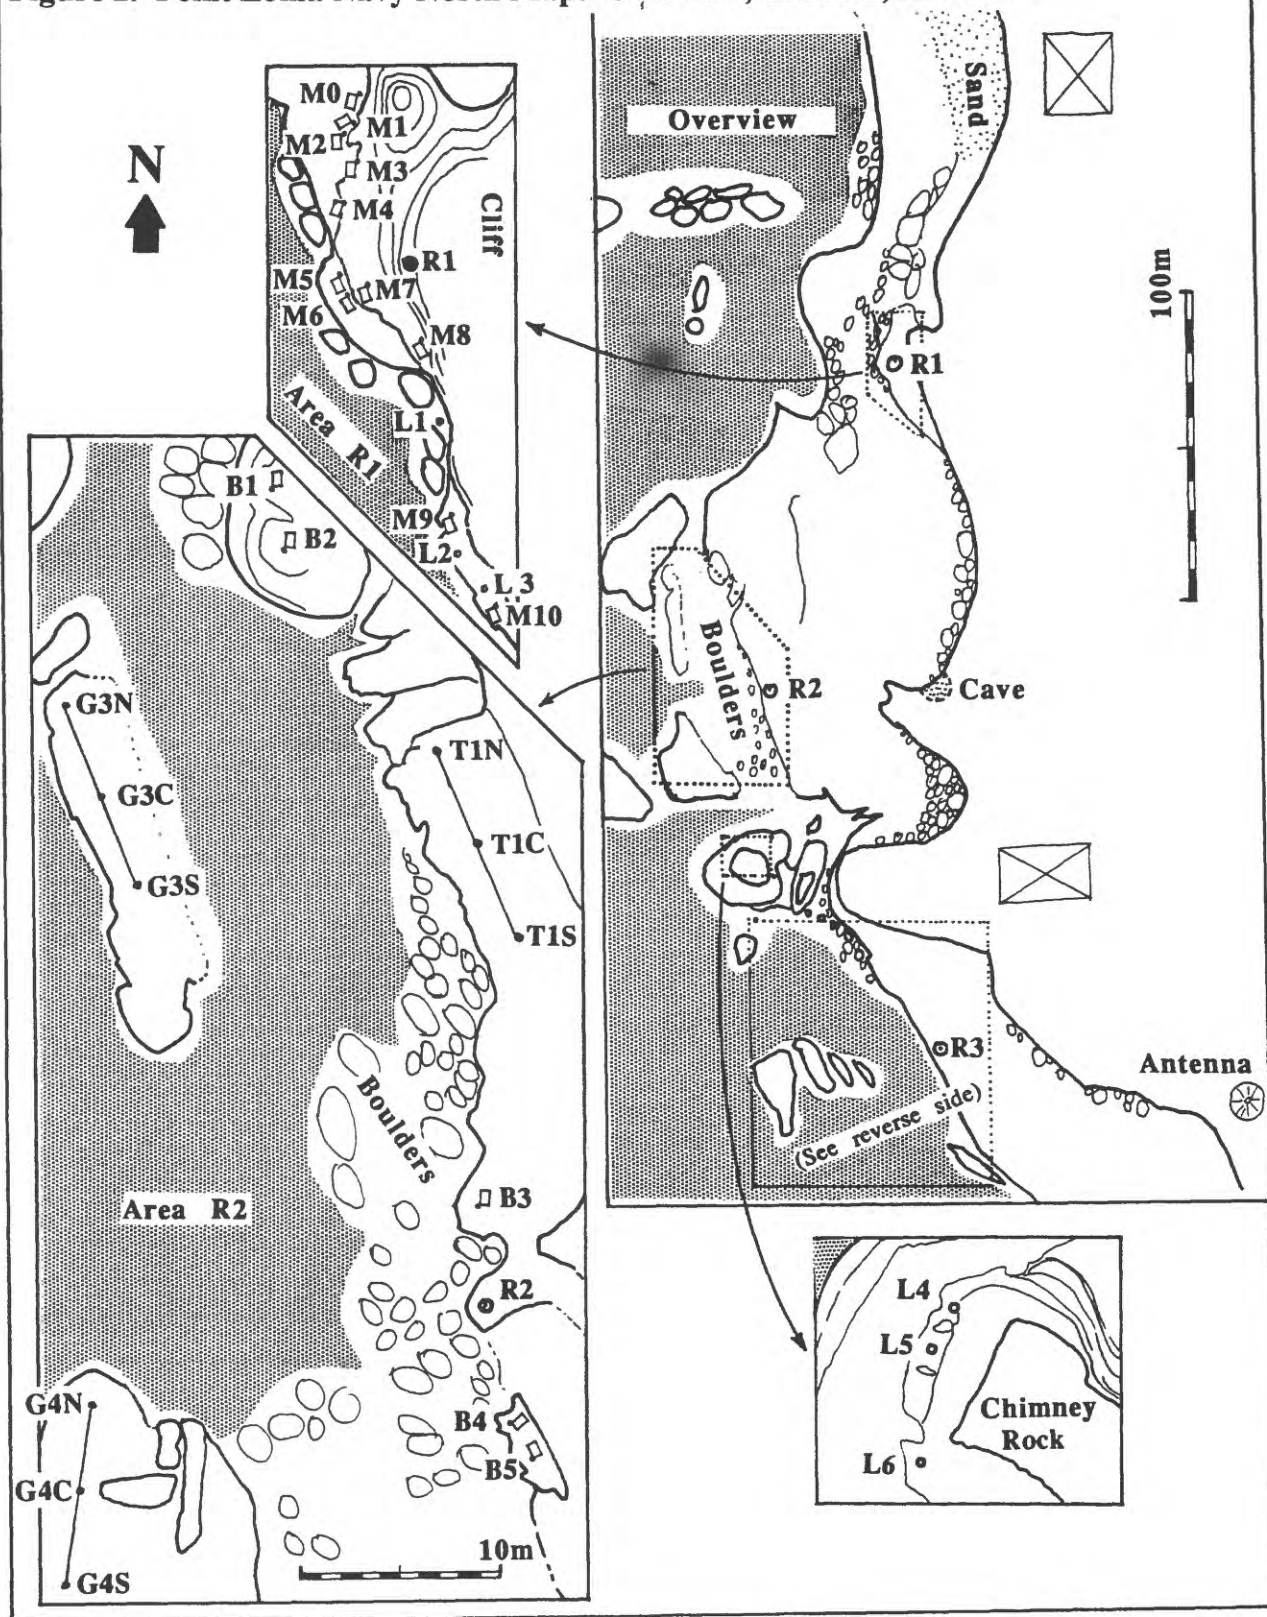 N
M0
M1
M2
M3
M4
Cliff
R1
M5
M7
M6
M8
Area R1
L1
M9
L2
L 3
M10
Overview
Sand
100m
R1
Boulders
R2
Cave
R3
Antenna
(See reverse side)
B1
B2
G3N
T1N
G3C
T1C
G3S
T1S
Boulders
Area R2
B3
R2
G4N
B4
B5
G4C
10m
G4S
L4
L5
Chimney
Rock
L6